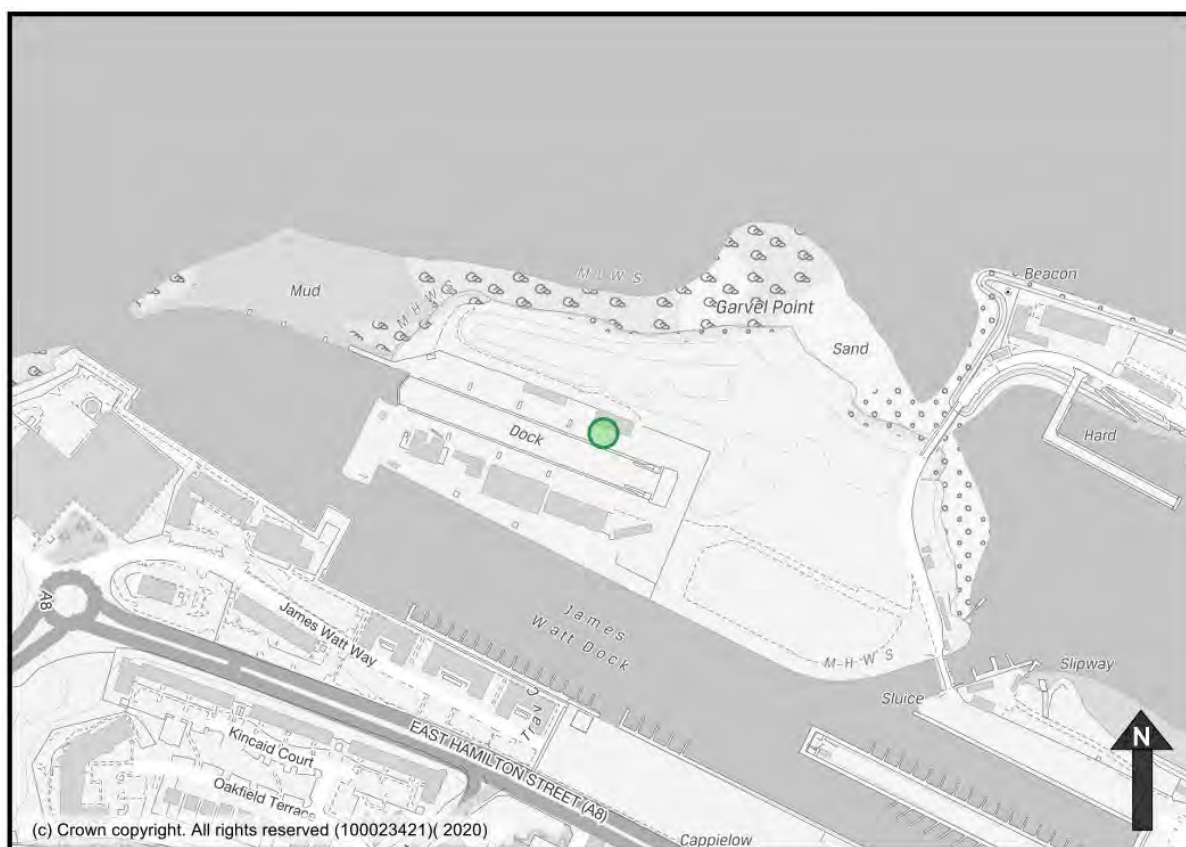 M L W S
Beacon
Mud
M H W S
Garvel Point
Sand
Dock
Hard
A8
James Watt Way
James
Watt Dock
M-H W S
Slipway
Sluice
Trav C
EAST HAMILTON STREET (A8)
Kincaid Court
Oakfield Terrace
N
(c) Crown copyright. All rights reserved (100023421)( 2020)
Cappielow